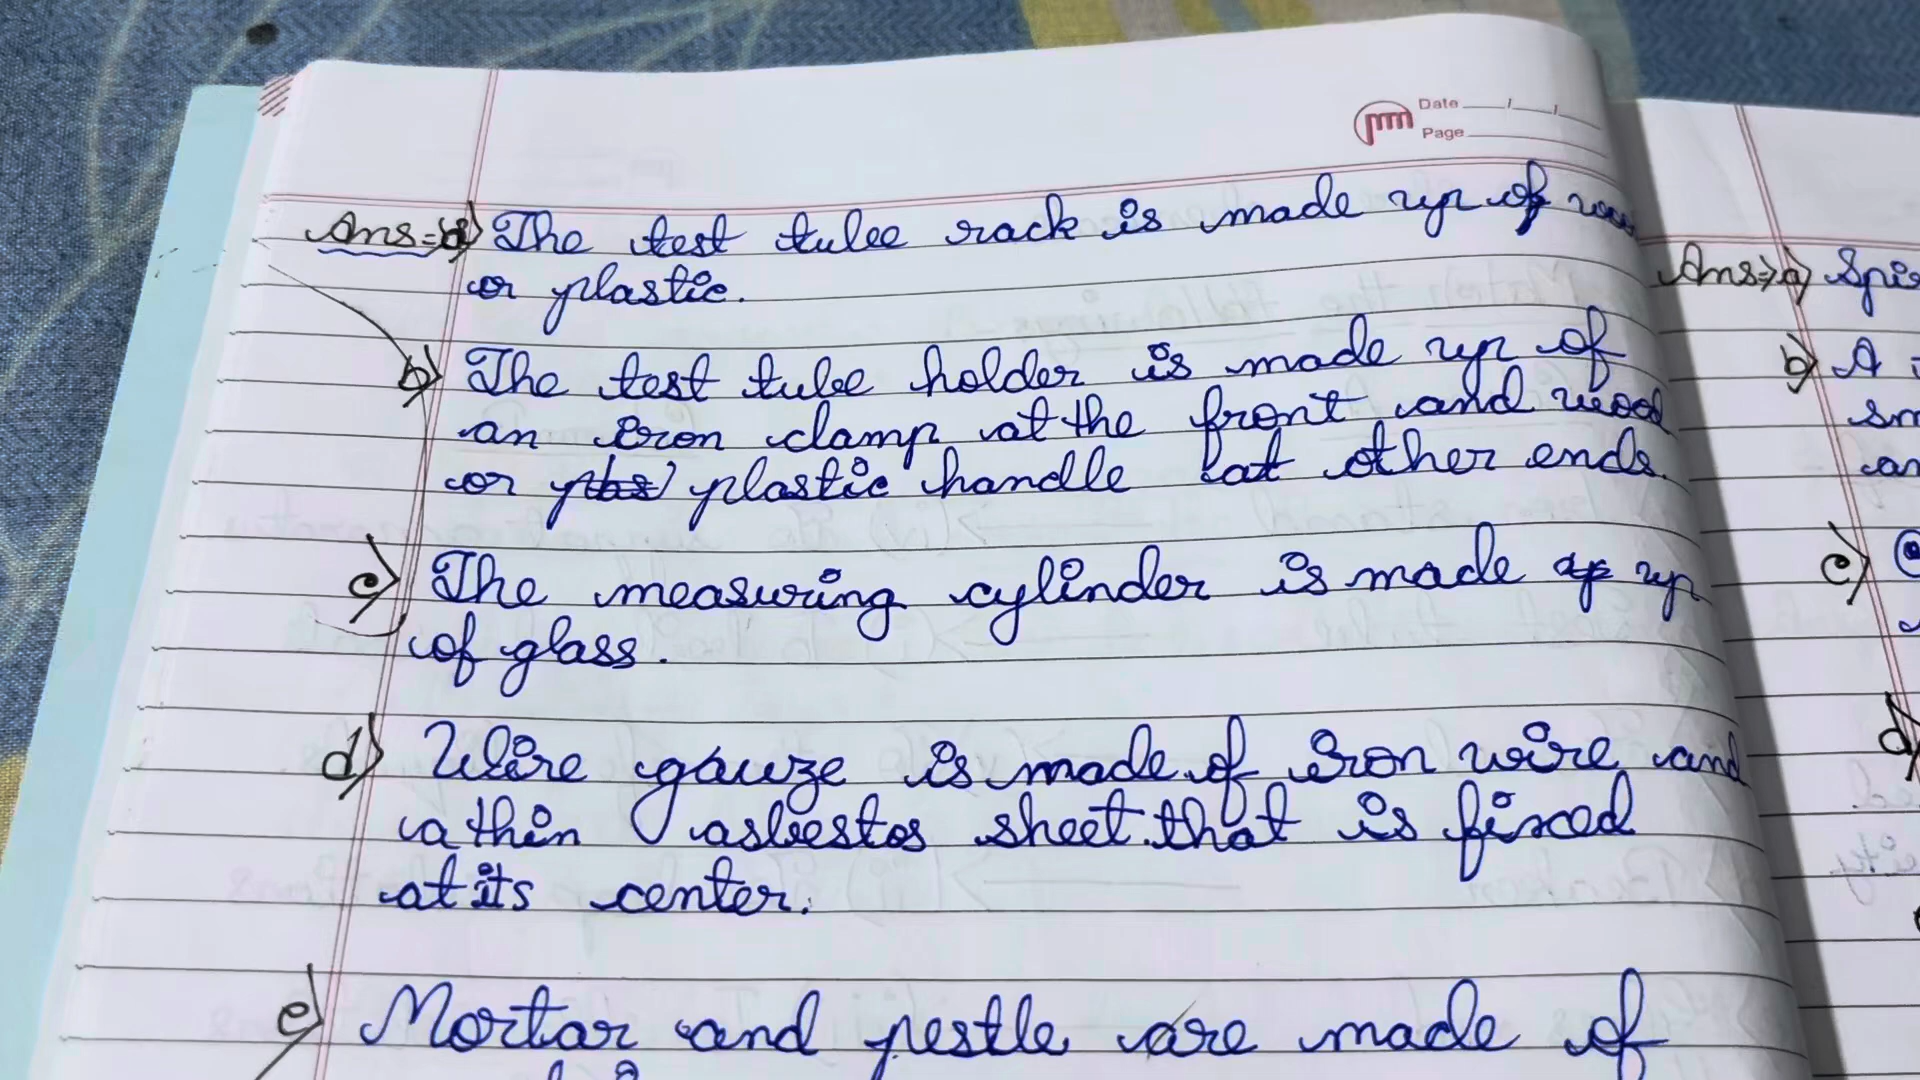 Date / /
Page
Ans= a) The test tube rack is made up of
or plastic.
b) The test tube holder is made up of
an iron clamp at the front and wood
or plastic handle at other ends.
c) The measuring cylinder is made up
of glass.
d) Wire gauze is made of iron wire and
a thin asbestos sheet that is fixed
at its center.
e) Mortar and pestle are made of
Ans⇒ a)
b) A
c)
d)